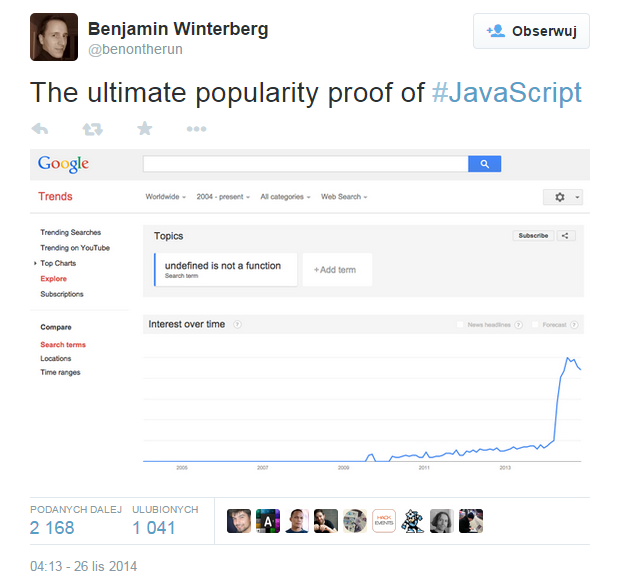 Benjamin Winterberg
@benontherun
Obserwuj
The ultimate popularity proof of #JavaScript
Google
Trends
Worldwide 2004 - present All categories Web Search
Trending Searches
Trending on YouTube
Top Charts
Explore
Subscriptions
Compare
Search terms
Locations
Time ranges
Topics
Subscribe
undefined is not a function
Search term
+Add term
Interest over time ?
News headlines ? Forecast ?
2005 2007 2009 2011 2013
PODANYCH DALEJ ULUBIONYCH
2 168 1 041
A
HACK
EVENTS
04:13 - 26 lis 2014